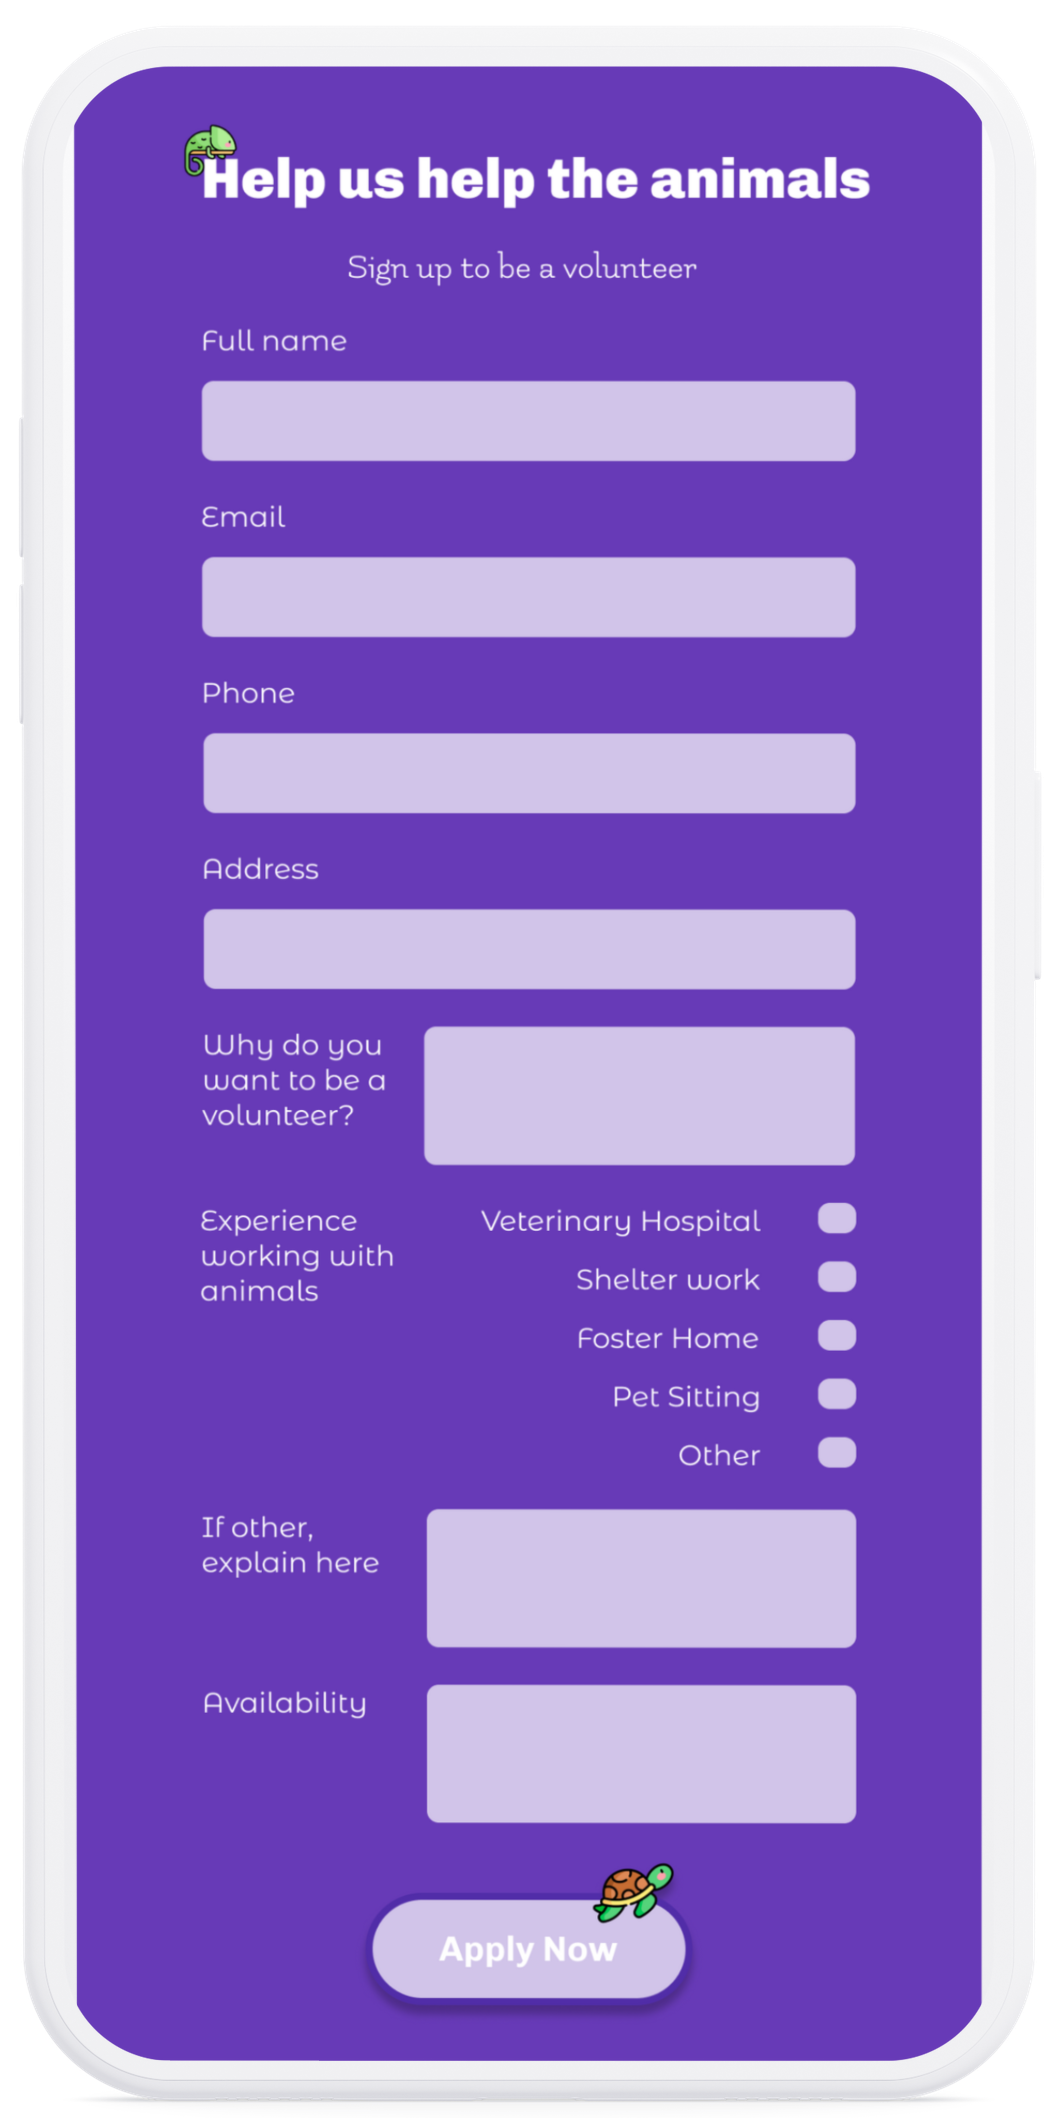 Help us help the animals
Sign up to be a volunteer
Full name
Email
Phone
Address
Why do you
want to be a
volunteer?
Experience
working with
animals
Veterinary Hospital
Shelter work
Foster Home
Pet Sitting
Other
If other,
explain here
Availability
Apply Now